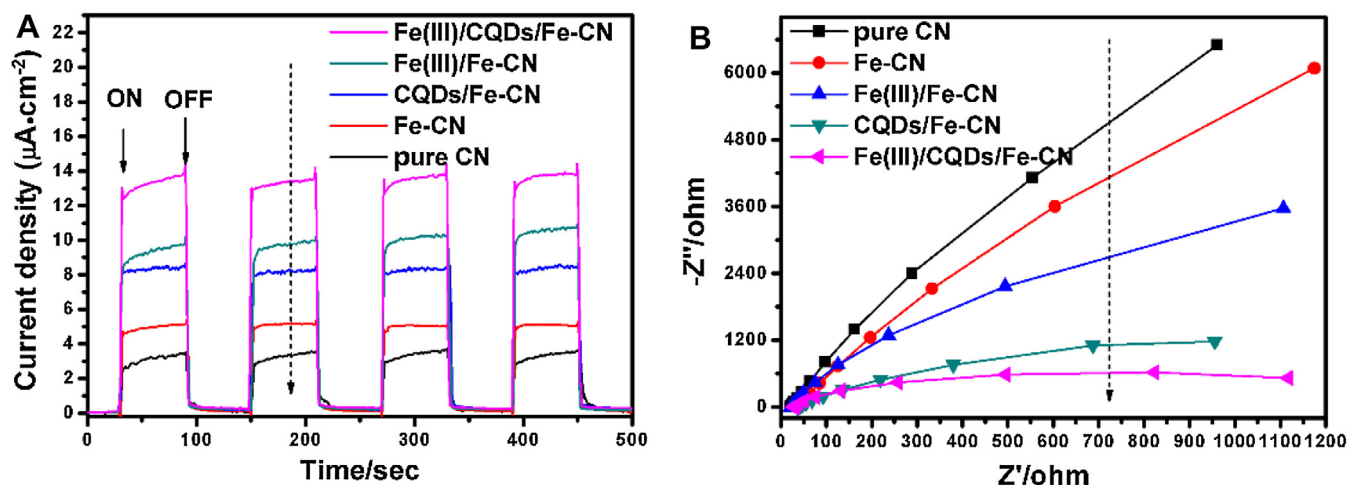 A
Fe(III)/CQDs/Fe-CN
Fe(III)/Fe-CN
CQDs/Fe-CN
Fe-CN
pure CN
ON
OFF
22
20
18
16
14
12
10
8
6
4
2
0
0
100
200
300
400
500
Current density (μA•cm-2)
Time/sec
B
pure CN
Fe-CN
Fe(III)/Fe-CN
CQDs/Fe-CN
Fe(III)/CQDs/Fe-CN
6000
4800
3600
2400
1200
0
0
100
200
300
400
500
600
700
800
900
1000
1100
1200
-Z''/ohm
Z'/ohm